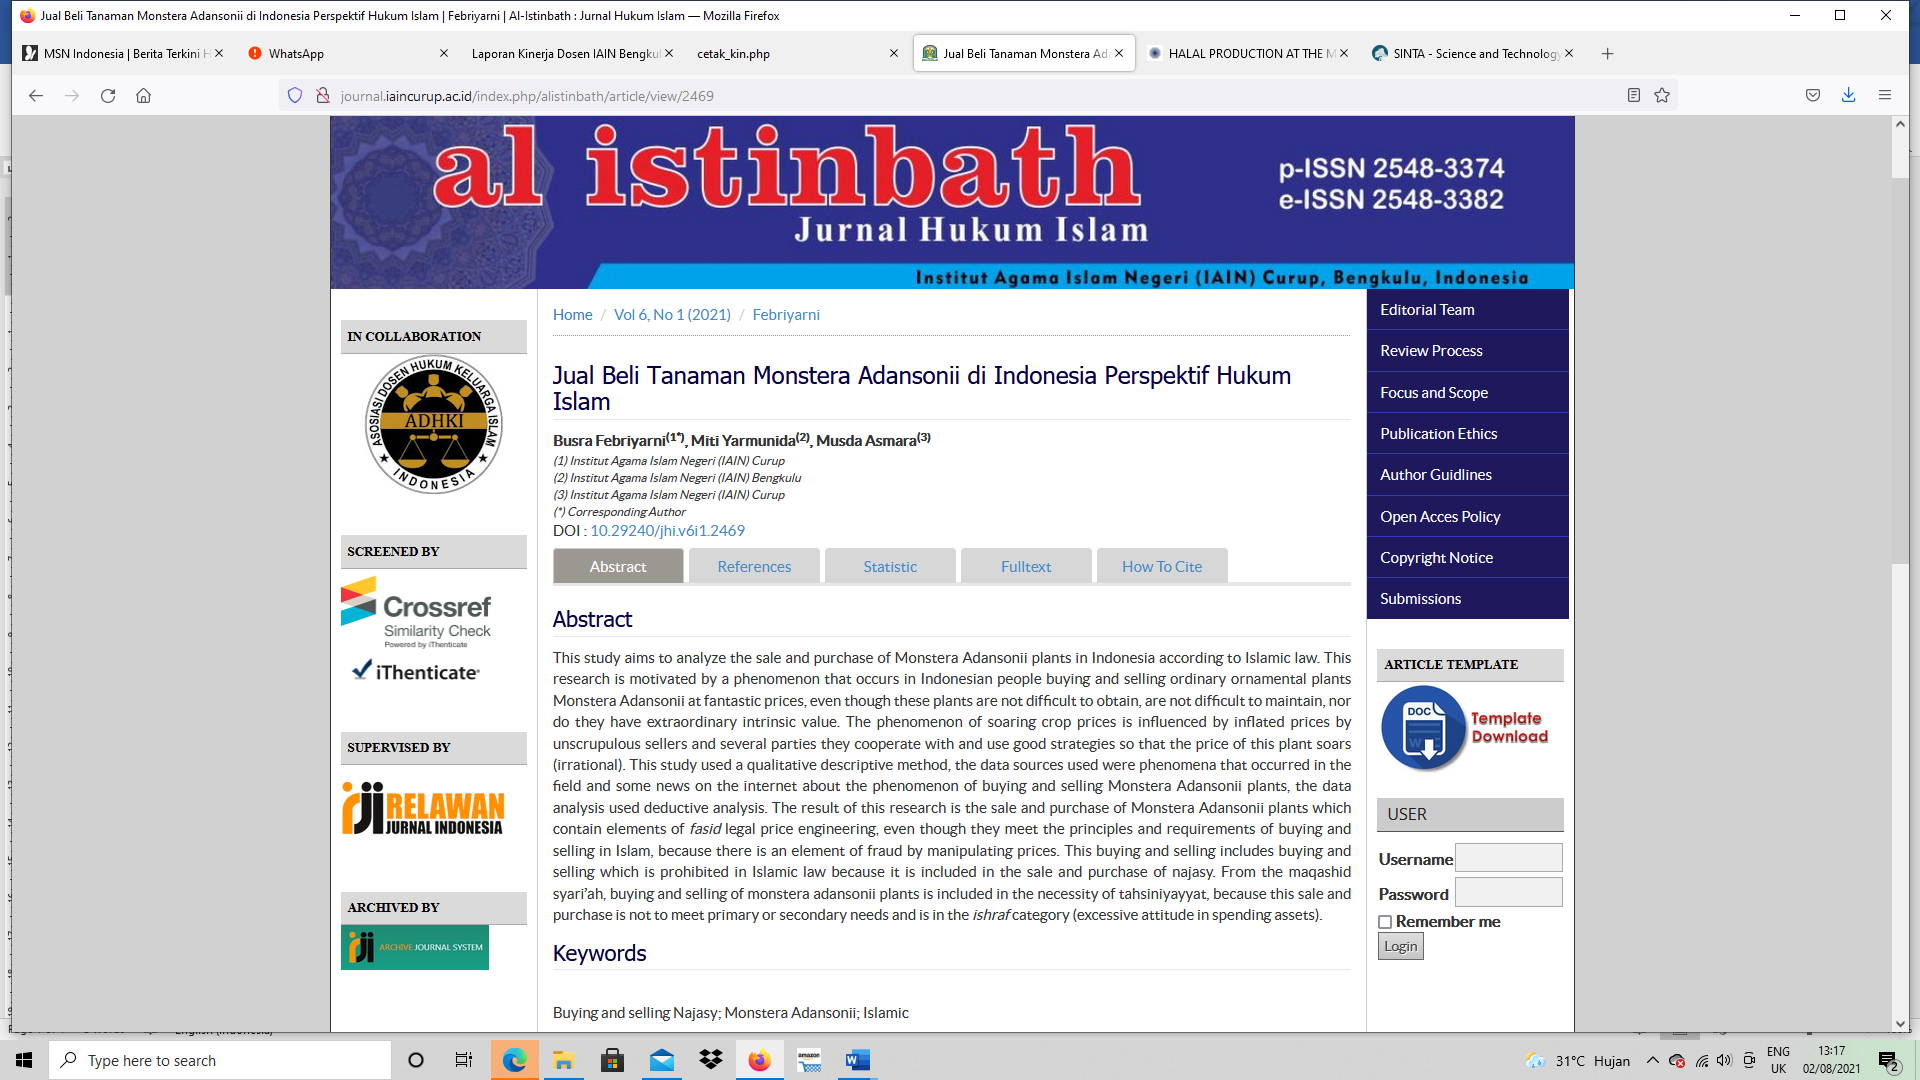 Jual Beli Tanaman Monstera Adansonii di Indonesia Perspektif Hukum Islam | Febriyarni | Al-Istinbath : Jurnal Hukum Islam — Mozilla Firefox
MSN Indonesia | Berita Terkini H
WhatsApp
Laporan Kinerja Dosen IAIN Bengkul
cetak_kin.php
Jual Beli Tanaman Monstera Ad
HALAL PRODUCTION AT THE M
SINTA - Science and Technology
journal.iaincurup.ac.id/index.php/alistinbath/article/view/2469
al istinbath
Jurnal Hukum Islam
p-ISSN 2548-3374
e-ISSN 2548-3382
Institut Agama Islam Negeri (IAIN) Curup, Bengkulu, Indonesia
IN COLLABORATION
ASOSIASI DOSEN HUKUM KELUARGA ISLAM
ADHKI
INDONESIA
SCREENED BY
Crossref
Similarity Check
Powered by iThenticate
iThenticate
SUPERVISED BY
RELAWAN
JURNAL INDONESIA
ARCHIVED BY
ARCHIVE JOURNAL SYSTEM
Home / Vol 6, No 1 (2021) / Febriyarni
Jual Beli Tanaman Monstera Adansonii di Indonesia Perspektif Hukum
Islam
Busra Febriyarni(1*), Miti Yarmunida(2), Musda Asmara(3)
(1) Institut Agama Islam Negeri (IAIN) Curup
(2) Institut Agama Islam Negeri (IAIN) Bengkulu
(3) Institut Agama Islam Negeri (IAIN) Curup
(*) Corresponding Author
DOI : 10.29240/jhi.v6i1.2469
Abstract References Statistic Fulltext How To Cite
Abstract
This study aims to analyze the sale and purchase of Monstera Adansonii plants in Indonesia according to Islamic law. This
research is motivated by a phenomenon that occurs in Indonesian people buying and selling ordinary ornamental plants
Monstera Adansonii at fantastic prices, even though these plants are not difficult to obtain, are not difficult to maintain, nor
do they have extraordinary intrinsic value. The phenomenon of soaring crop prices is influenced by inflated prices by
unscrupulous sellers and several parties they cooperate with and use good strategies so that the price of this plant soars
(irrational). This study used a qualitative descriptive method, the data sources used were phenomena that occurred in the
field and some news on the internet about the phenomenon of buying and selling Monstera Adansonii plants, the data
analysis used deductive analysis. The result of this research is the sale and purchase of Monstera Adansonii plants which
contain elements of fasid legal price engineering, even though they meet the principles and requirements of buying and
selling in Islam, because there is an element of fraud by manipulating prices. This buying and selling includes buying and
selling which is prohibited in Islamic law because it is included in the sale and purchase of najasy. From the maqashid
syari’ah, buying and selling of monstera adansonii plants is included in the necessity of tahsiniyayyat, because this sale and
purchase is not to meet primary or secondary needs and is in the ishraf category (excessive attitude in spending assets).
Keywords
Buying and selling Najasy; Monstera Adansonii; Islamic
Editorial Team
Review Process
Focus and Scope
Publication Ethics
Author Guidlines
Open Acces Policy
Copyright Notice
Submissions
ARTICLE TEMPLATE
DOC
Template
Download
USER
Username
Password
Remember me
Login
Type here to search
amazon
31°C Hujan
ENG
UK
13:17
02/08/2021
2